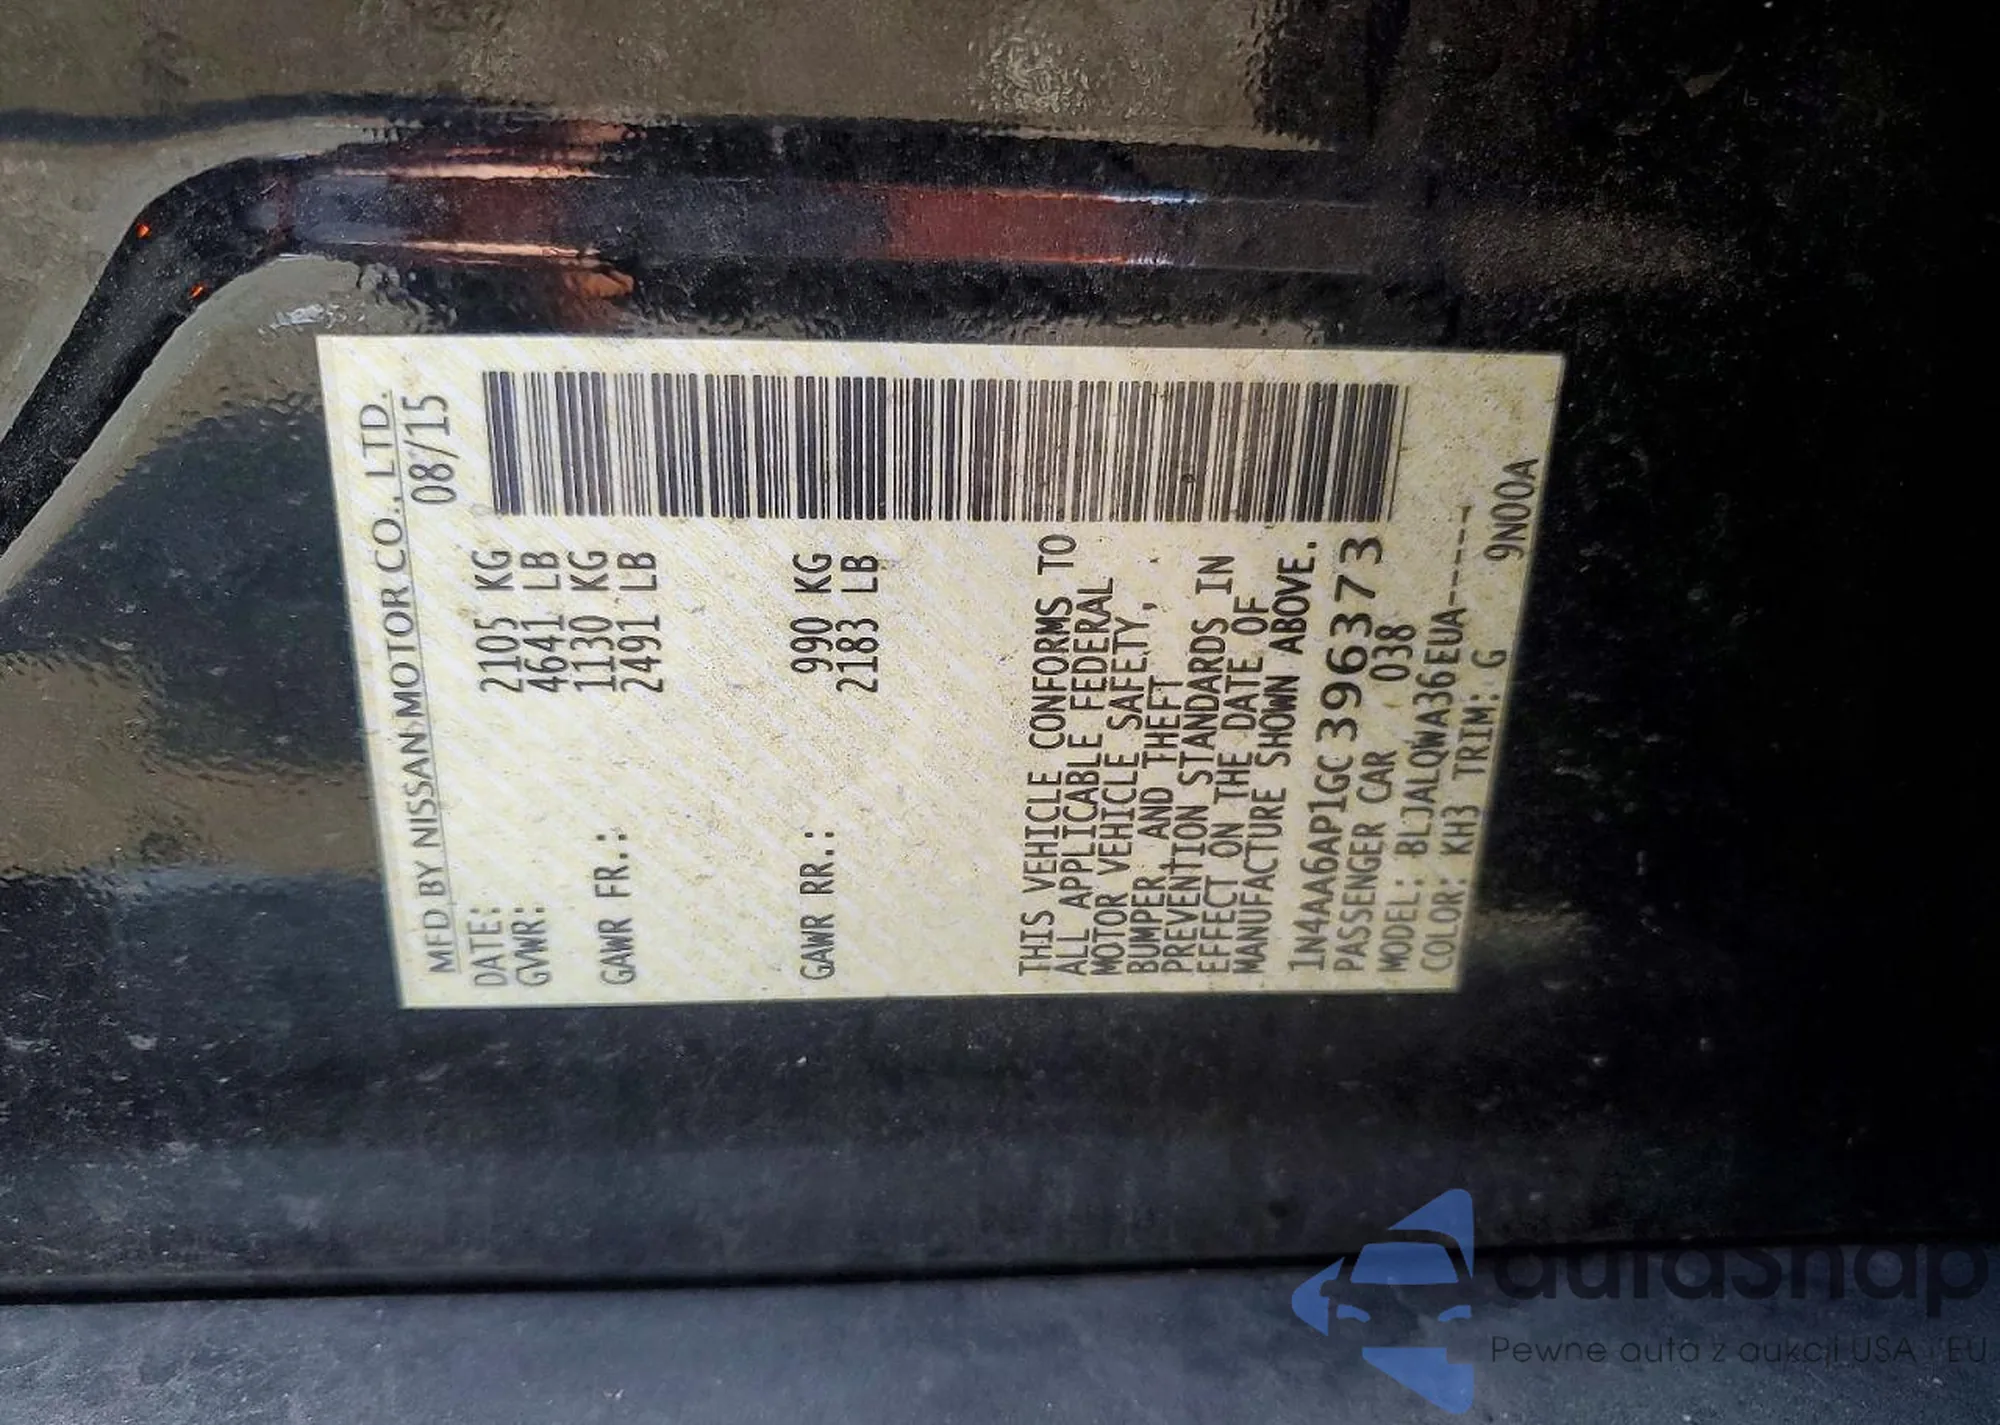 MFD BY NISSAN MOTOR CO., LTD.
DATE: 08/15
GVWR: 2105 KG
4641 LB
GAWR FR.: 1130 KG
2491 LB
GAWR RR.: 990 KG
2183 LB
THIS VEHICLE CONFORMS TO
ALL APPLICABLE FEDERAL
MOTOR VEHICLE SAFETY,
BUMPER, AND THEFT
PREVENTION STANDARDS IN
EFFECT ON THE DATE OF
MANUFACTURE SHOWN ABOVE.
1N4AA6AP1GC396373
PASSENGER CAR 038
MODEL: BLJALQWA36EUA-----
COLOR: KH3 TRIM: G 9N00A
autasnap
Pewne auta z aukcji USA i EU